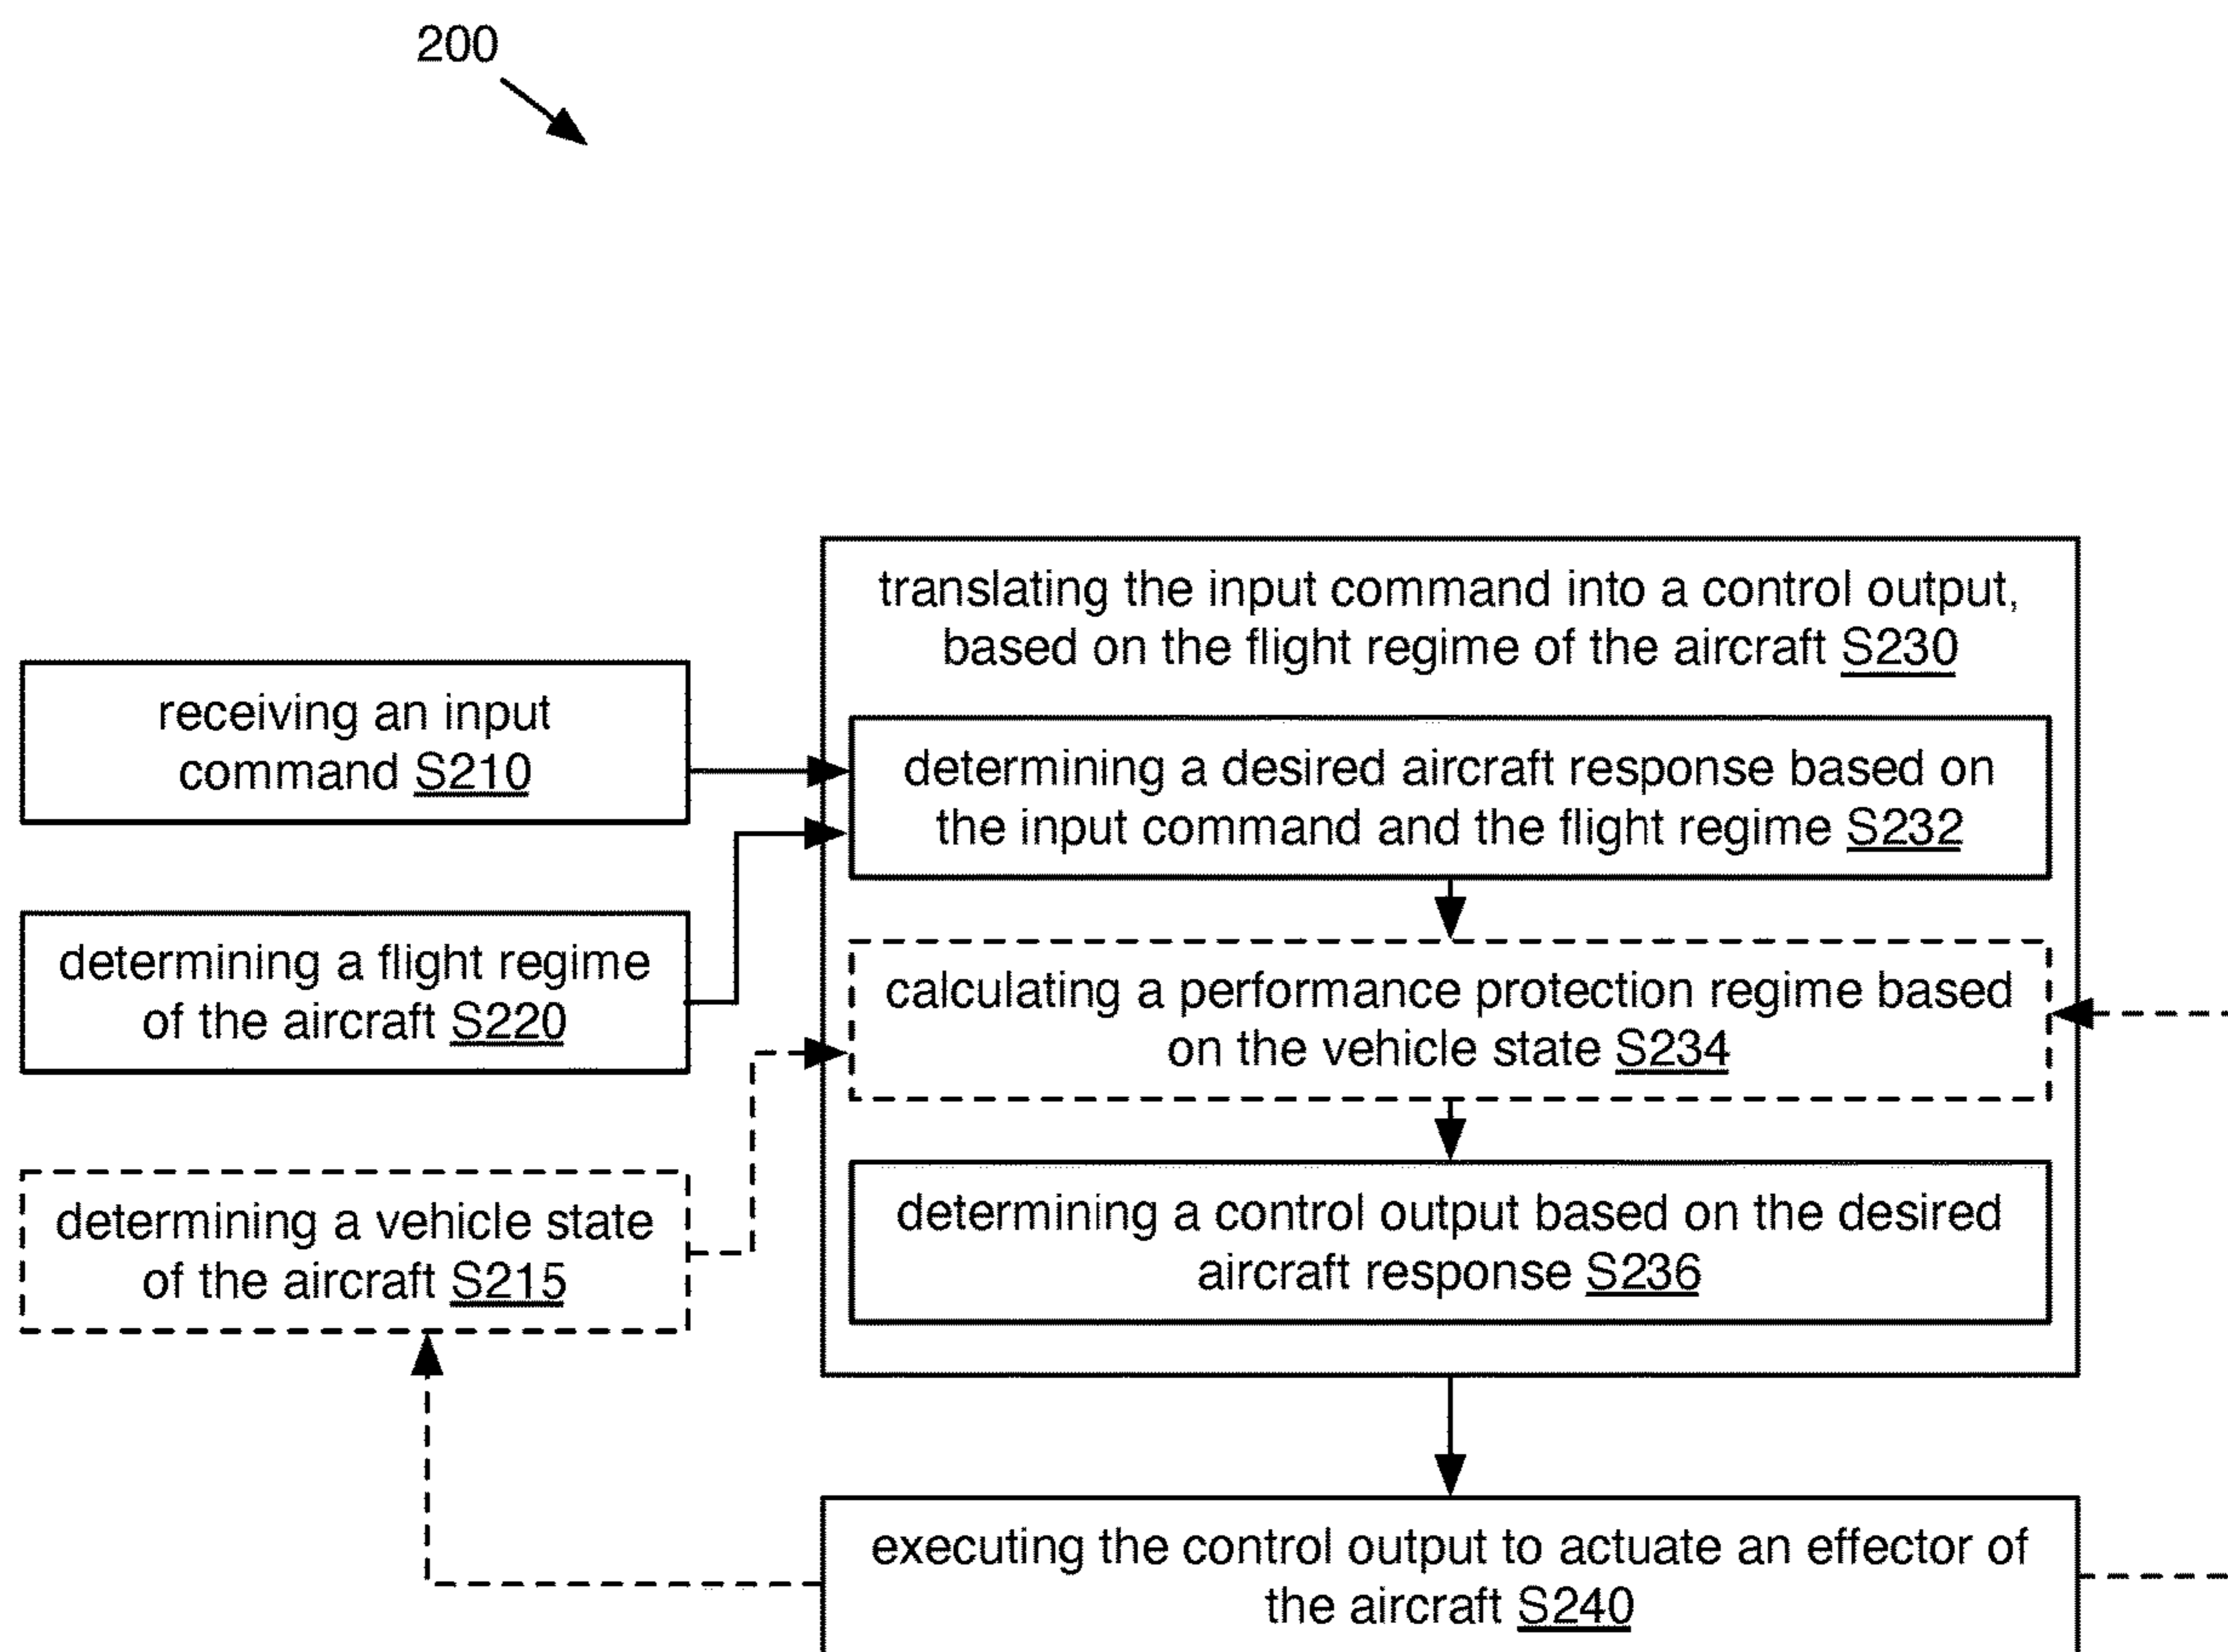 200
translating the input command into a control output,
based on the flight regime of the aircraft S230
receiving an input
command S210
determining a desired aircraft response based on
the input command and the flight regime S232
determining a flight regime
of the aircraft S220
calculating a performance protection regime based
on the vehicle state S234
determining a vehicle state
of the aircraft S215
determining a control output based on the desired
aircraft response S236
executing the control output to actuate an effector of
the aircraft S240